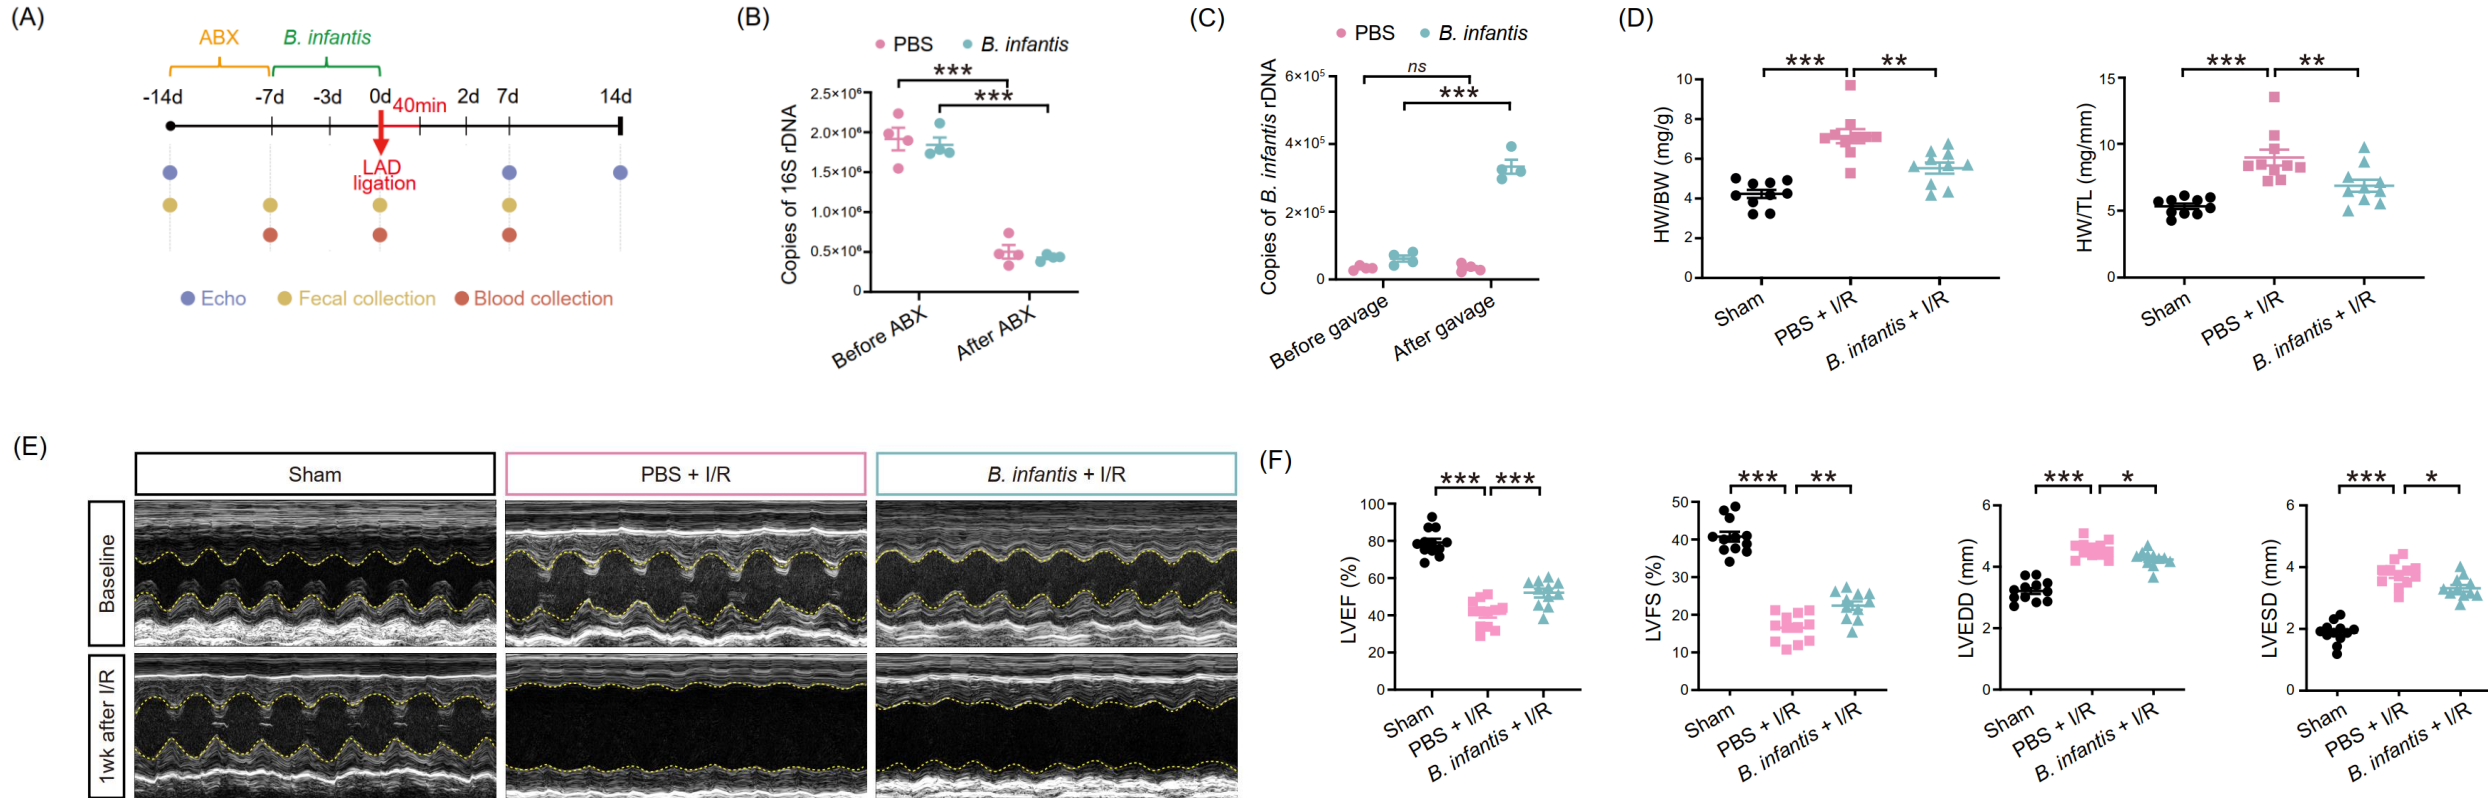 (A)
ABX
B. infantis
-14d -7d -3d 0d 40min 2d 7d 14d
LAD
ligation
Echo Fecal collection Blood collection
(B)
PBS B. infantis
*** 
***
Copies of 16S rDNA
2.5×10⁶
2.0×10⁶
1.5×10⁶
1.0×10⁶
0.5×10⁶
0
Before ABX After ABX
(C)
PBS B. infantis
ns
***
Copies of B. infantis rDNA
6×10⁵
4×10⁵
2×10⁵
0
Before gavage After gavage
(D)
*** **
HW/BW (mg/g)
10
8
6
4
2
0
Sham PBS + I/R B. infantis + I/R
*** **
HW/TL (mg/mm)
15
10
5
0
Sham PBS + I/R B. infantis + I/R
(E)
Sham PBS + I/R B. infantis + I/R
Baseline
1wk after I/R
(F)
*** ***
LVEF (%)
100
80
60
40
20
0
Sham PBS + I/R B. infantis + I/R
*** **
LVFS (%)
50
40
30
20
10
0
Sham PBS + I/R B. infantis + I/R
*** *
LVEDD (mm)
6
4
2
0
Sham PBS + I/R B. infantis + I/R
*** *
LVESD (mm)
6
4
2
0
Sham PBS + I/R B. infantis + I/R